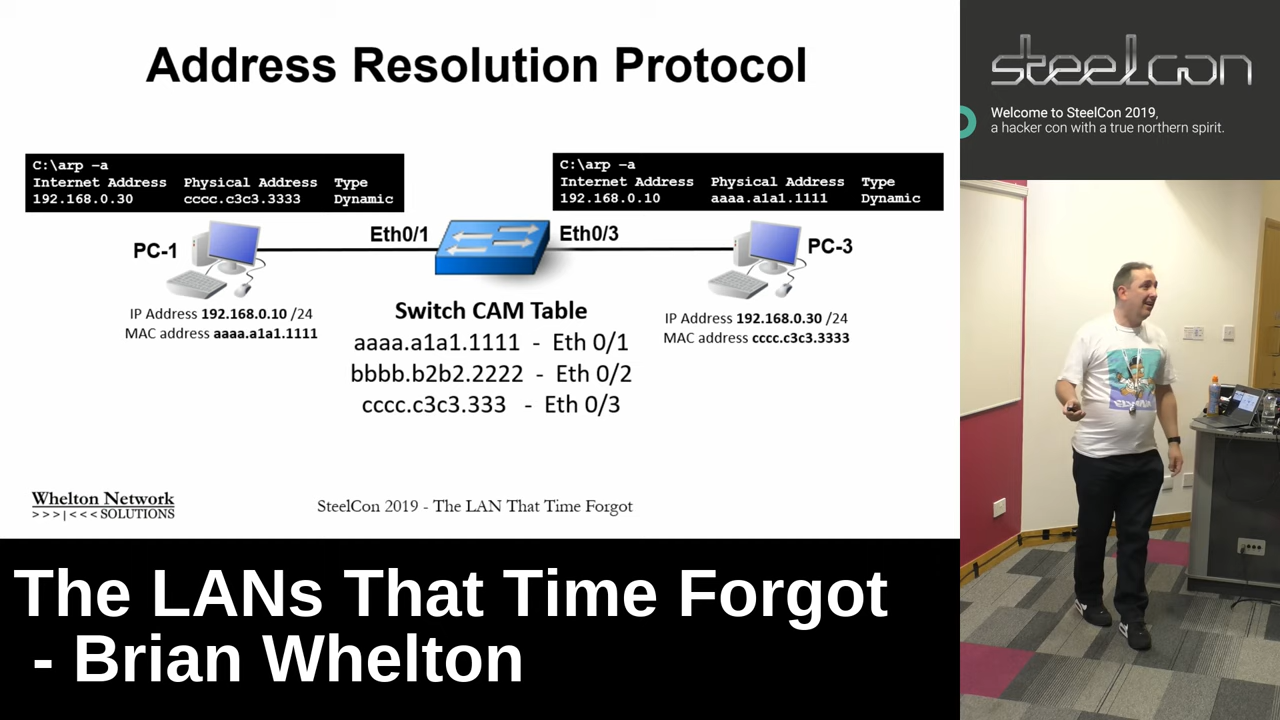 Address Resolution Protocol
C:\arp –a
Internet Address Physical Address Type
192.168.0.30 cccc.c3c3.3333 Dynamic
C:\arp –a
Internet Address Physical Address Type
192.168.0.10 aaaa.a1a1.1111 Dynamic
PC-1
Eth0/1
Eth0/3
PC-3
IP Address 192.168.0.10 /24
MAC address aaaa.a1a1.1111
IP Address 192.168.0.30 /24
MAC address cccc.c3c3.3333
Switch CAM Table
aaaa.a1a1.1111 - Eth 0/1
bbbb.b2b2.2222 - Eth 0/2
cccc.c3c3.333 - Eth 0/3
Whelton Network
>>>|<<< SOLUTIONS
SteelCon 2019 - The LAN That Time Forgot
The LANs That Time Forgot
- Brian Whelton
steelcon
Welcome to SteelCon 2019,
a hacker con with a true northern spirit.